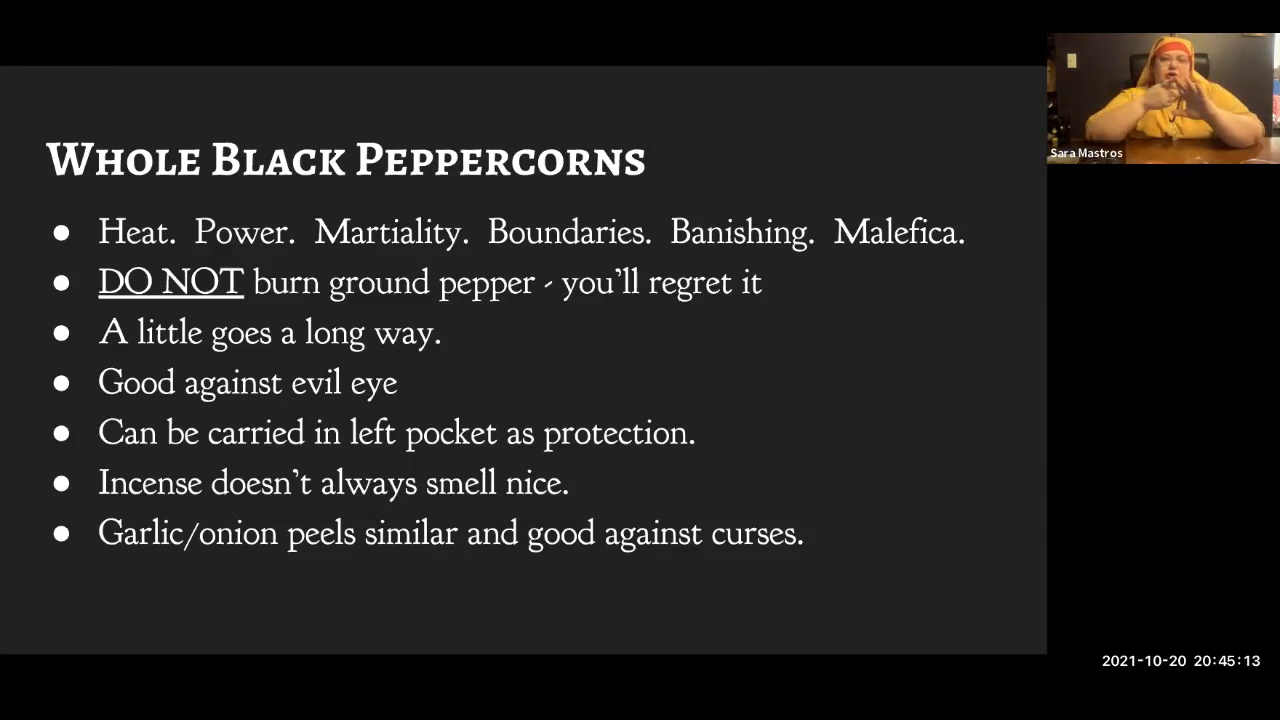 Whole Black Peppercorns
● Heat. Power. Martiality. Boundaries. Banishing. Malefica.
● DO NOT burn ground pepper - you'll regret it
● A little goes a long way.
● Good against evil eye
● Can be carried in left pocket as protection.
● Incense doesn't always smell nice.
● Garlic/onion peels similar and good against curses.
Sara Mastros
2021-10-20 20:45:13